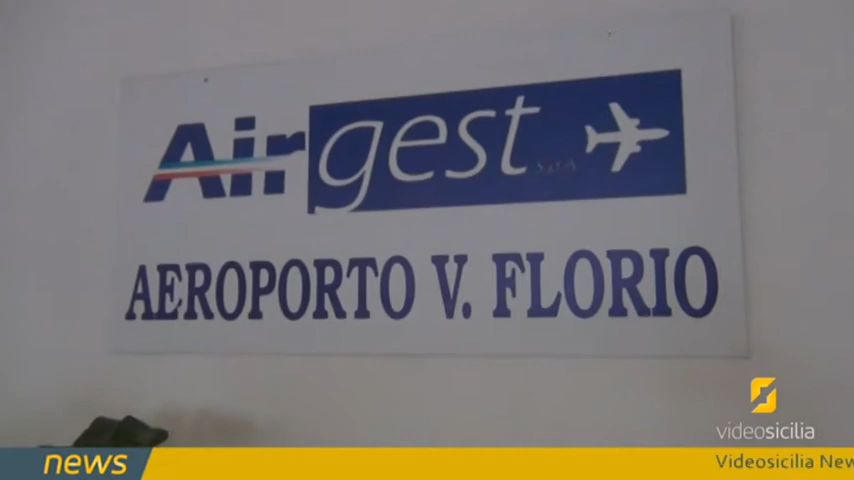 Airgest S.p.A
AEROPORTO V. FLORIO
videosicilia
news
Videosicilia New